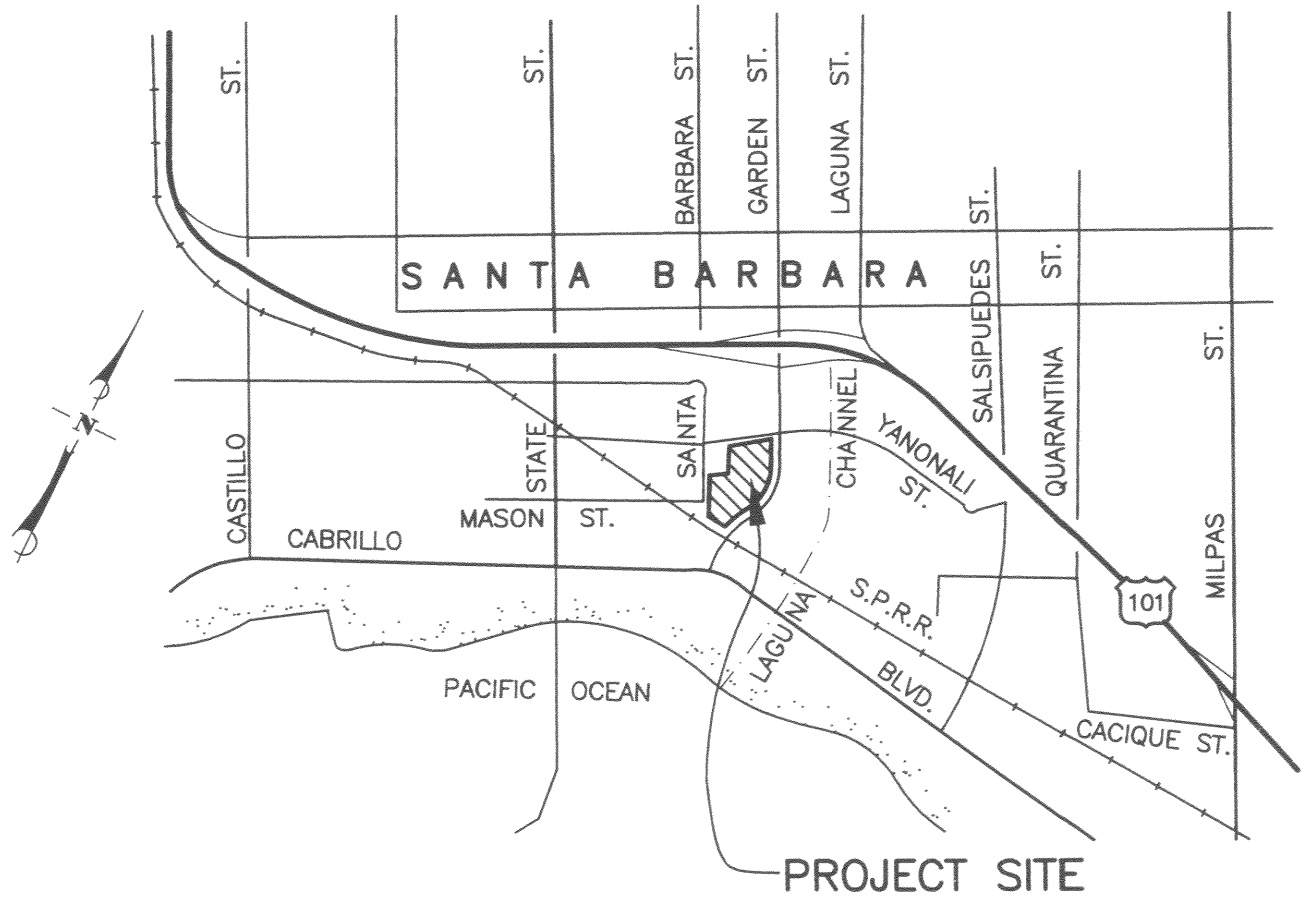 ST.
ST.
BARBARA ST.
GARDEN ST.
LAGUNA ST.
SALSIPUEDES ST.
QUARANTINA ST.
SANTA BARBARA
ST.
N
CASTILLO
STATE
SANTA
CHANNEL
YANONALI ST.
MASON ST.
CABRILLO
MILPAS
101
S.P.R.R.
LAGUNA
BLVD.
PACIFIC OCEAN
CACIQUE ST.
PROJECT SITE